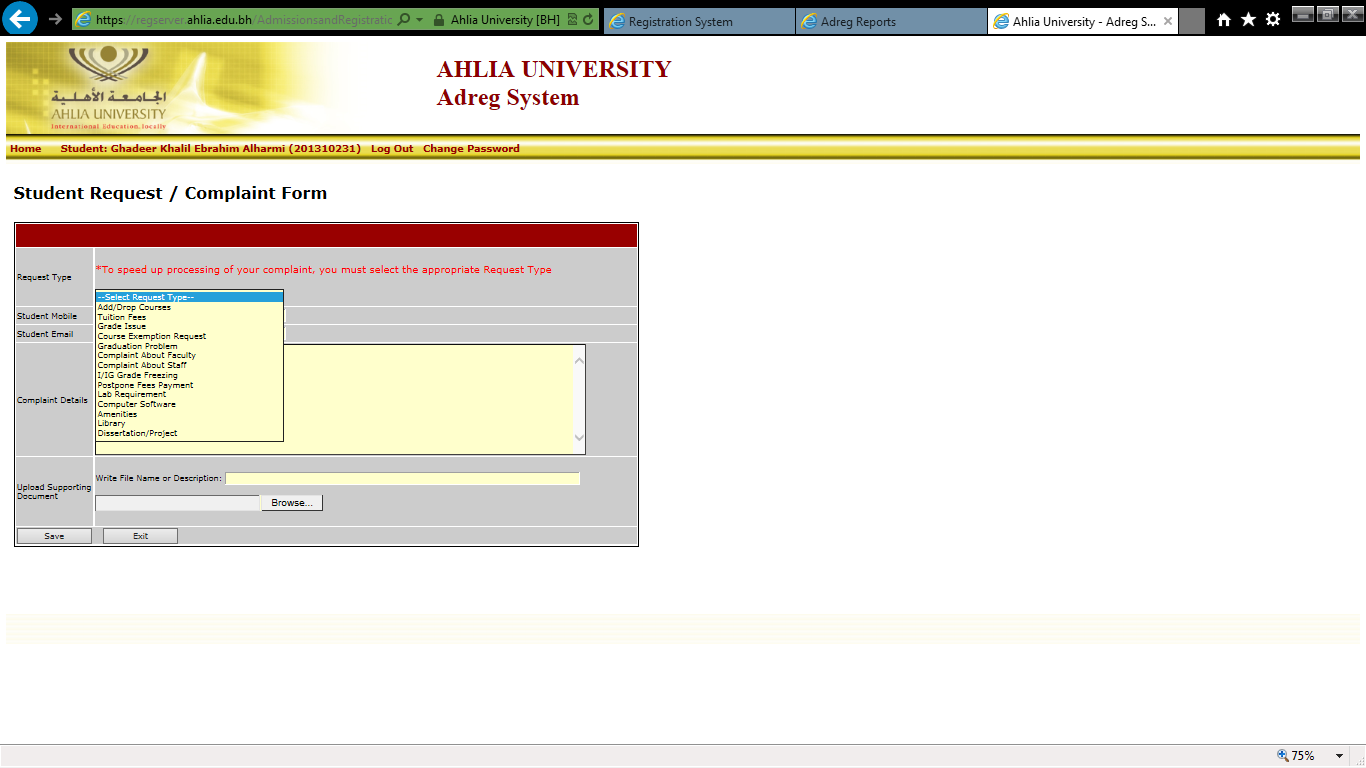 https://regserver.ahlia.edu.bh/AdmissionsandRegistratic
Ahlia University [BH]
Registration System
Adreg Reports
Ahlia University - Adreg S...
الجامعة الأهلية
AHLIA UNIVERSITY
International Education, locally
AHLIA UNIVERSITY
Adreg System
Home Student: Ghadeer Khalil Ebrahim Alharmi (201310231) Log Out Change Password
Student Request / Complaint Form
Request Type
*To speed up processing of your complaint, you must select the appropriate Request Type
--Select Request Type--
Add/Drop Courses
Tuition Fees
Grade Issue
Course Exemption Request
Graduation Problem
Complaint About Faculty
Complaint About Staff
I/IG Grade Freezing
Postpone Fees Payment
Lab Requirement
Computer Software
Amenities
Library
Dissertation/Project
Student Mobile
Student Email
Complaint Details
Upload Supporting
Document
Write File Name or Description:
Browse...
Save Exit
75%